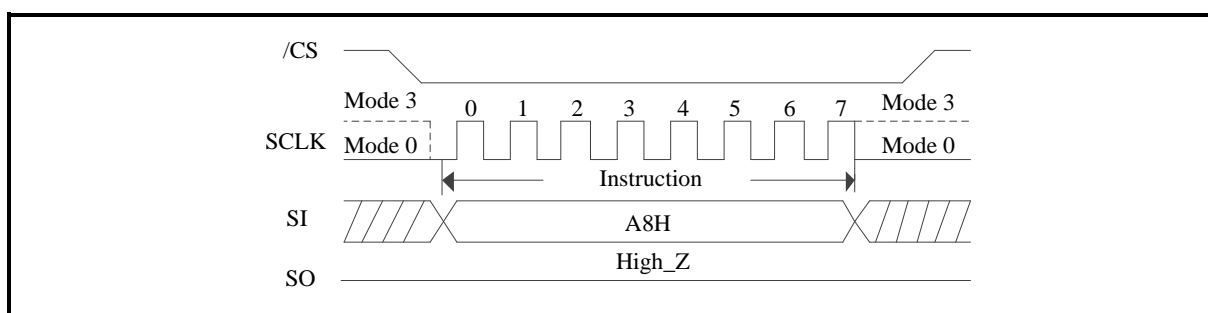 /CS
Mode 3 0 1 2 3 4 5 6 7 Mode 3
SCLK Mode 0 Mode 0
Instruction
SI A8H
High_Z
SO